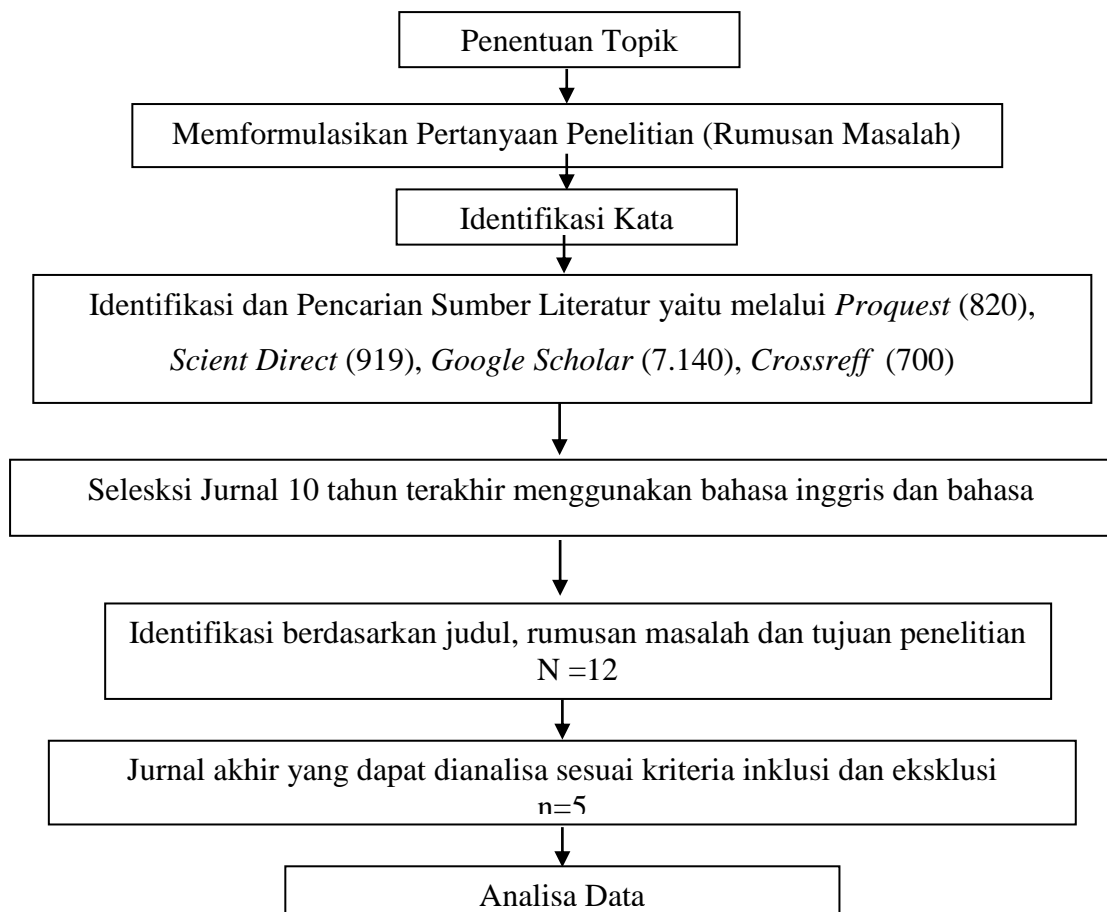 Penentuan Topik
Memformulasikan Pertanyaan Penelitian (Rumusan Masalah)
Identifikasi Kata
Identifikasi dan Pencarian Sumber Literatur yaitu melalui Proquest (820),
Scient Direct (919), Google Scholar (7.140), Crossreff (700)
Selesksi Jurnal 10 tahun terakhir menggunakan bahasa inggris dan bahasa
Identifikasi berdasarkan judul, rumusan masalah dan tujuan penelitian
N =12
Jurnal akhir yang dapat dianalisa sesuai kriteria inklusi dan eksklusi
n=5
Analisa Data